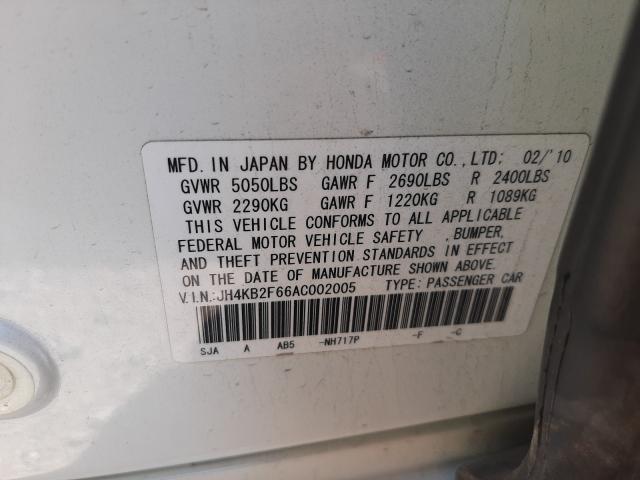 MFD. IN JAPAN BY HONDA MOTOR CO., LTD: 02/'10
GVWR 5050LBS GAWR F 2690LBS R 2400LBS
GVWR 2290KG GAWR F 1220KG R 1089KG
THIS VEHICLE CONFORMS TO ALL APPLICABLE
FEDERAL MOTOR VEHICLE SAFETY , BUMPER,
AND THEFT PREVENTION STANDARDS IN EFFECT
ON THE DATE OF MANUFACTURE SHOWN ABOVE.
V.I.N.:JH4KB2F66AC002005 TYPE: PASSENGER CAR
SJA A AB5 -NH717P -F -C